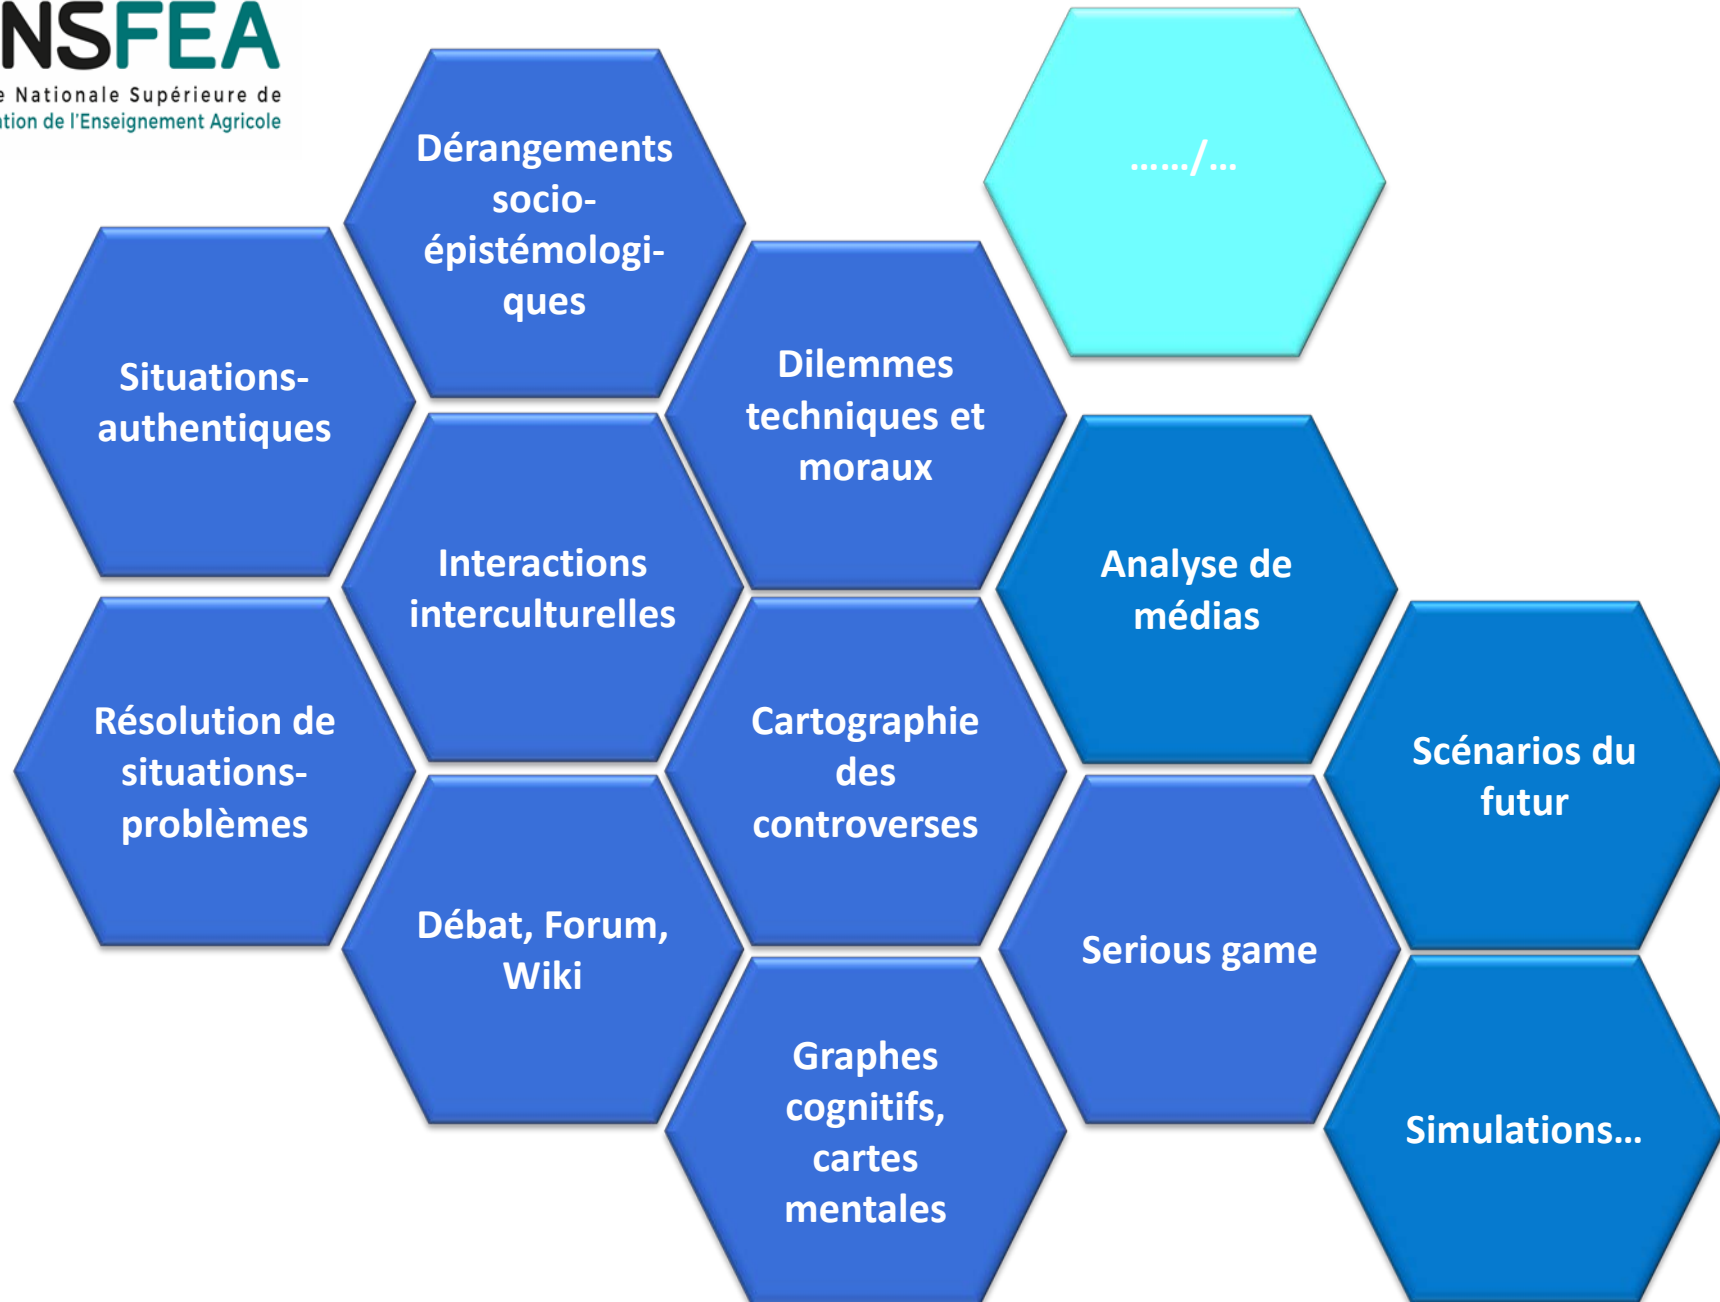 NSFEA
e Nationale Supérieure de
ation de l'Enseignement Agricole
Dérangements
socio-
épistémologi-
ques
……/…
Situations-
authentiques
Dilemmes
techniques et
moraux
Interactions
interculturelles
Analyse de
médias
Résolution de
situations-
problèmes
Cartographie
des
controverses
Scénarios du
futur
Débat, Forum,
Wiki
Serious game
Graphes
cognitifs,
cartes
mentales
Simulations…